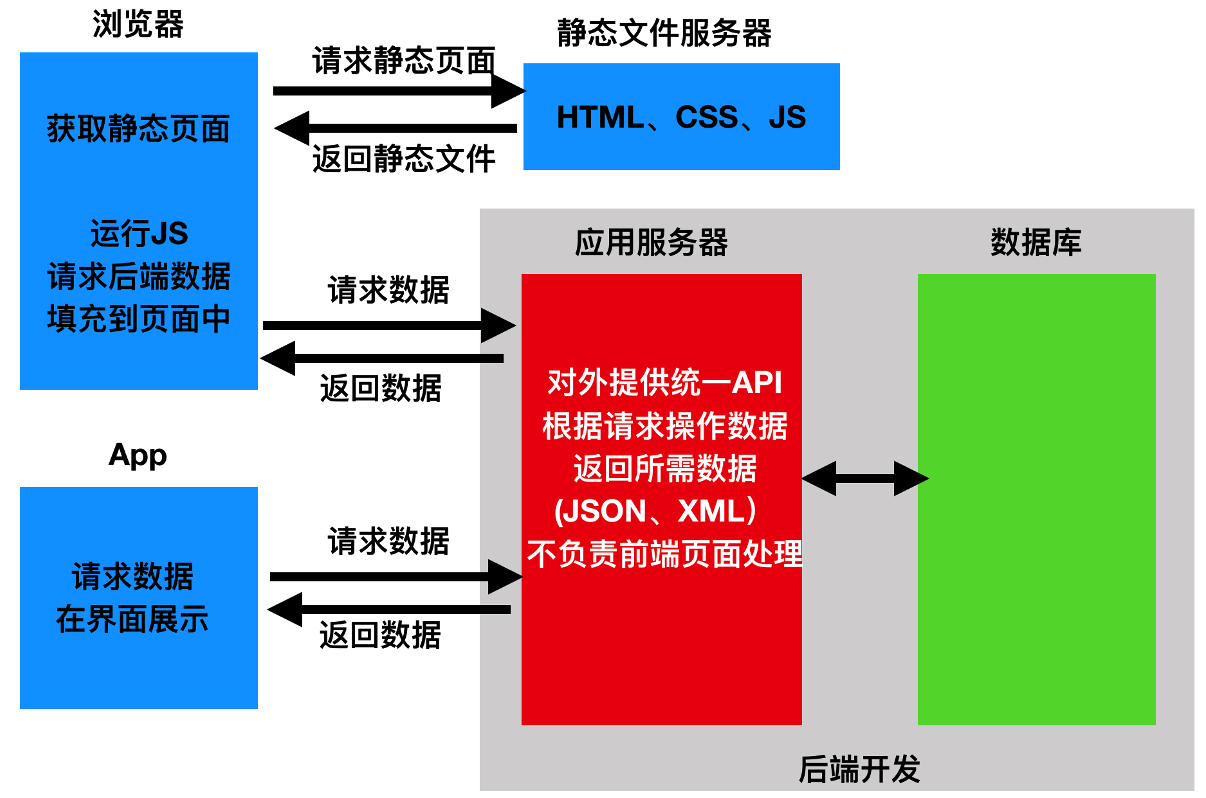 浏览器
静态文件服务器
请求静态页面
获取静态页面
HTML、CSS、JS
返回静态文件
运行JS
请求后端数据
填充到页面中
应用服务器
数据库
请求数据
返回数据
对外提供统一API
根据请求操作数据
返回所需数据
(JSON、XML）
不负责前端页面处理
App
请求数据
请求数据
在界面展示
返回数据
后端开发